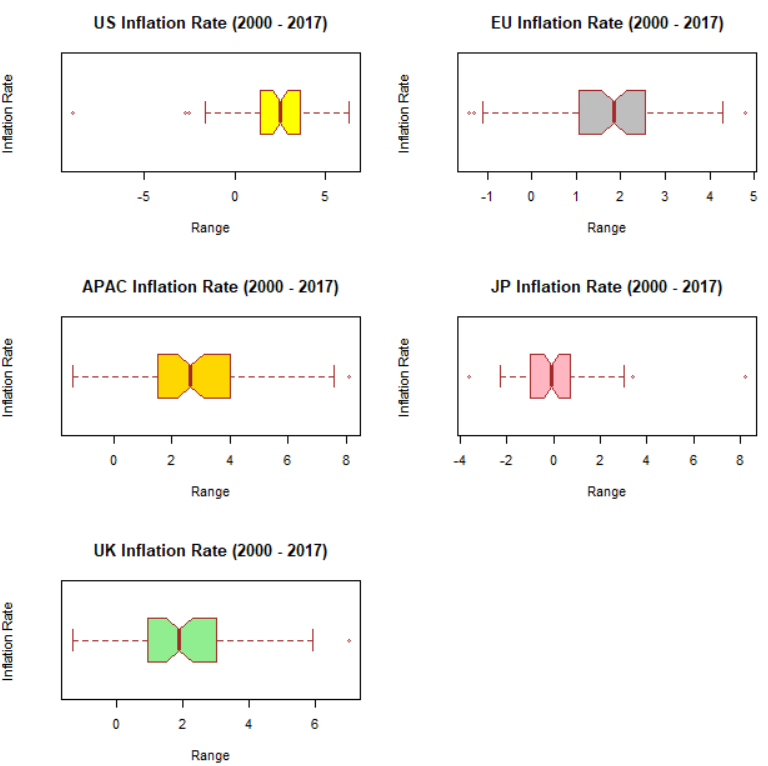 US Inflation Rate (2000 - 2017)
Inflation Rate
-5 0 5
Range
EU Inflation Rate (2000 - 2017)
Inflation Rate
-1 0 1 2 3 4 5
Range
APAC Inflation Rate (2000 - 2017)
Inflation Rate
0 2 4 6 8
Range
JP Inflation Rate (2000 - 2017)
Inflation Rate
-4 -2 0 2 4 6 8
Range
UK Inflation Rate (2000 - 2017)
Inflation Rate
0 2 4 6
Range